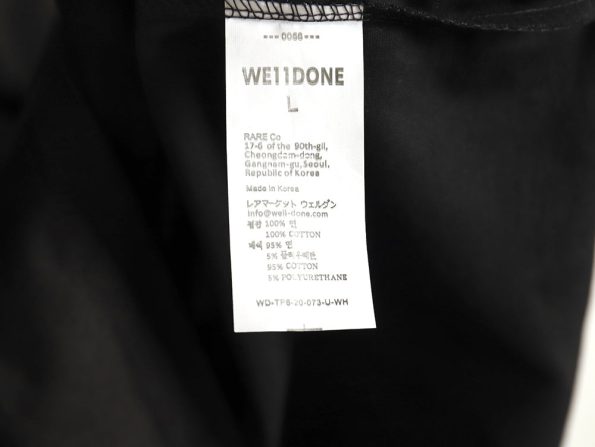 ---0066---
WE11DONE
L
RARE Co
17-6 of the 90th-gil,
Cheongdam-dong,
Gangnam-gu,Seoul,
Republic of Korea
Made in Korea
レアマーケット ウェルダン
info@well-done.com
겉감 100% 면
100% COTTON
배색 95% 면
5% 폴리우레탄
95% COTTON
5% POLYURETHANE
WD-TP8-20-073-U-WH